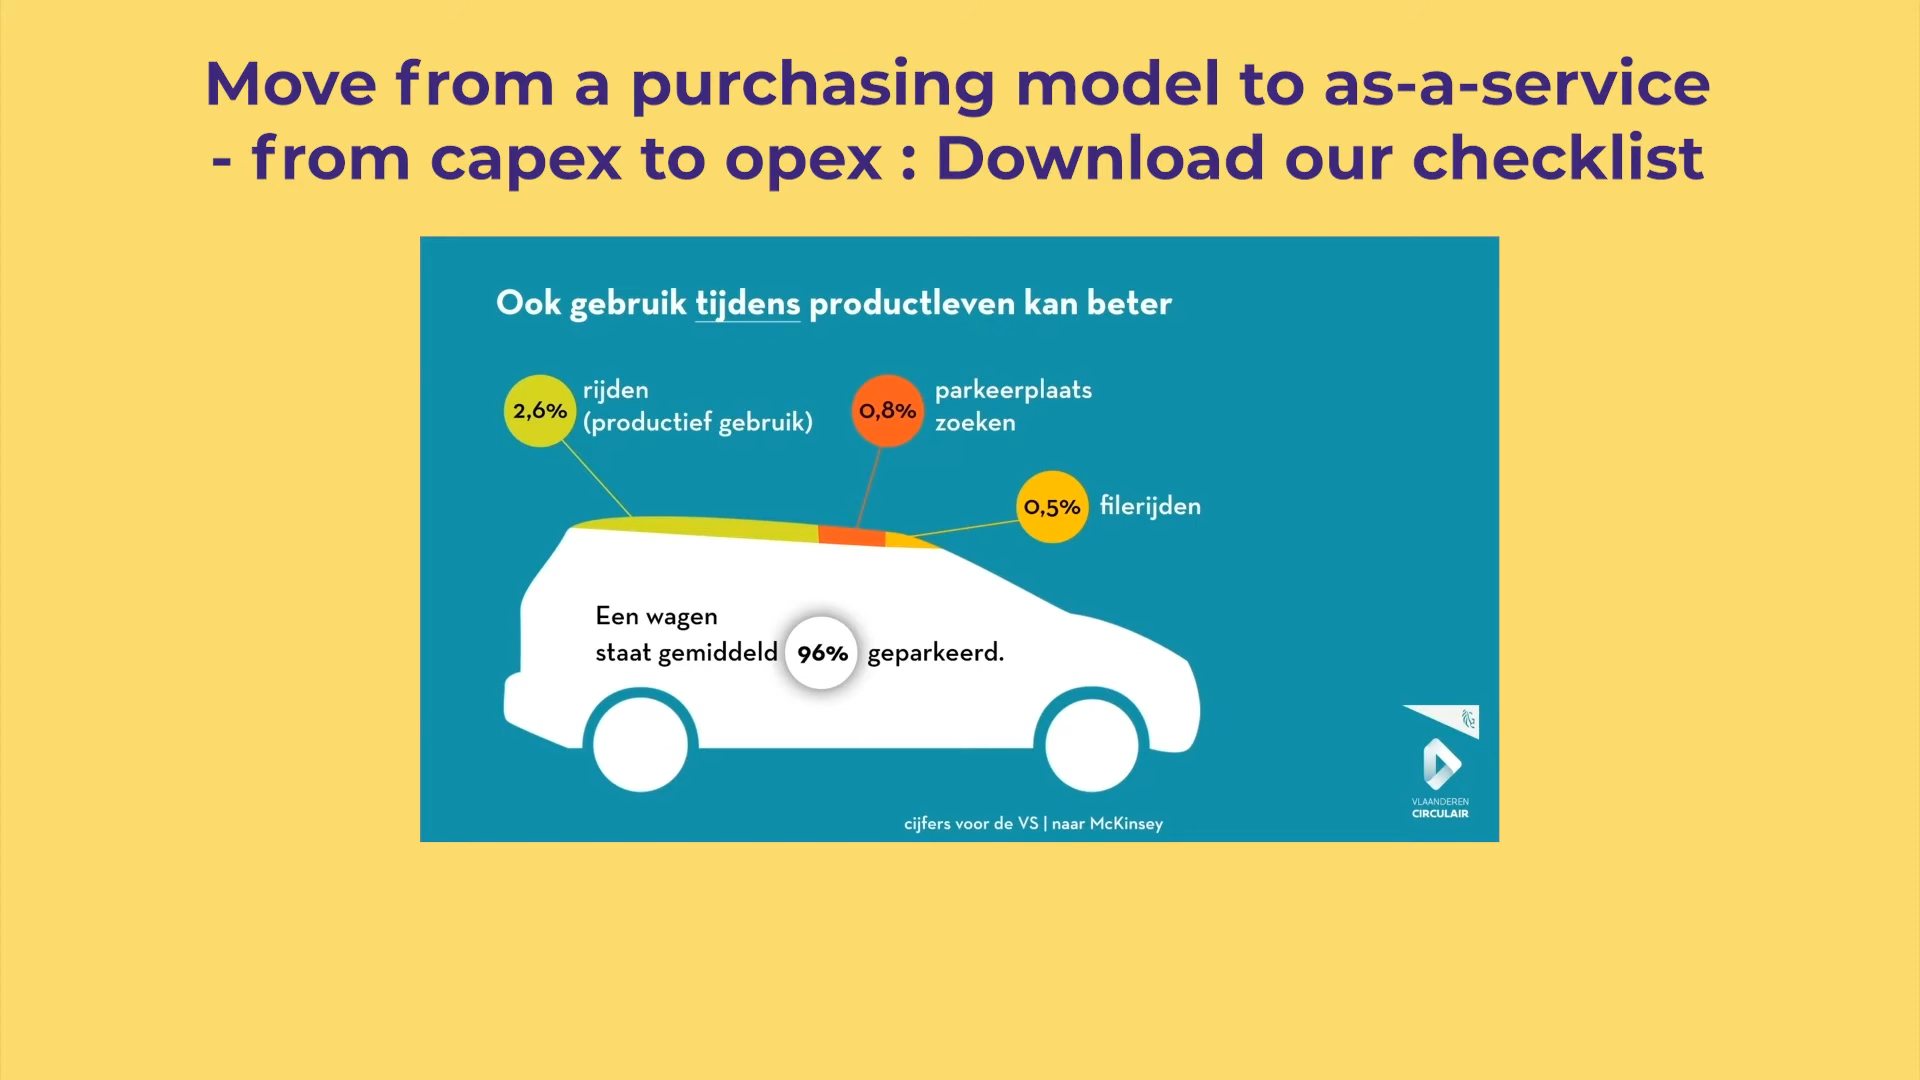 Move from a purchasing model to as-a-service
- from capex to opex : Download our checklist
Ook gebruik tijdens productleven kan beter
2,6%
rijden
(productief gebruik)
0,8%
parkeerplaats
zoeken
0,5%
filerijden
Een wagen
staat gemiddeld 96% geparkeerd.
VLAANDEREN
CIRCULAIR
cijfers voor de VS | naar McKinsey